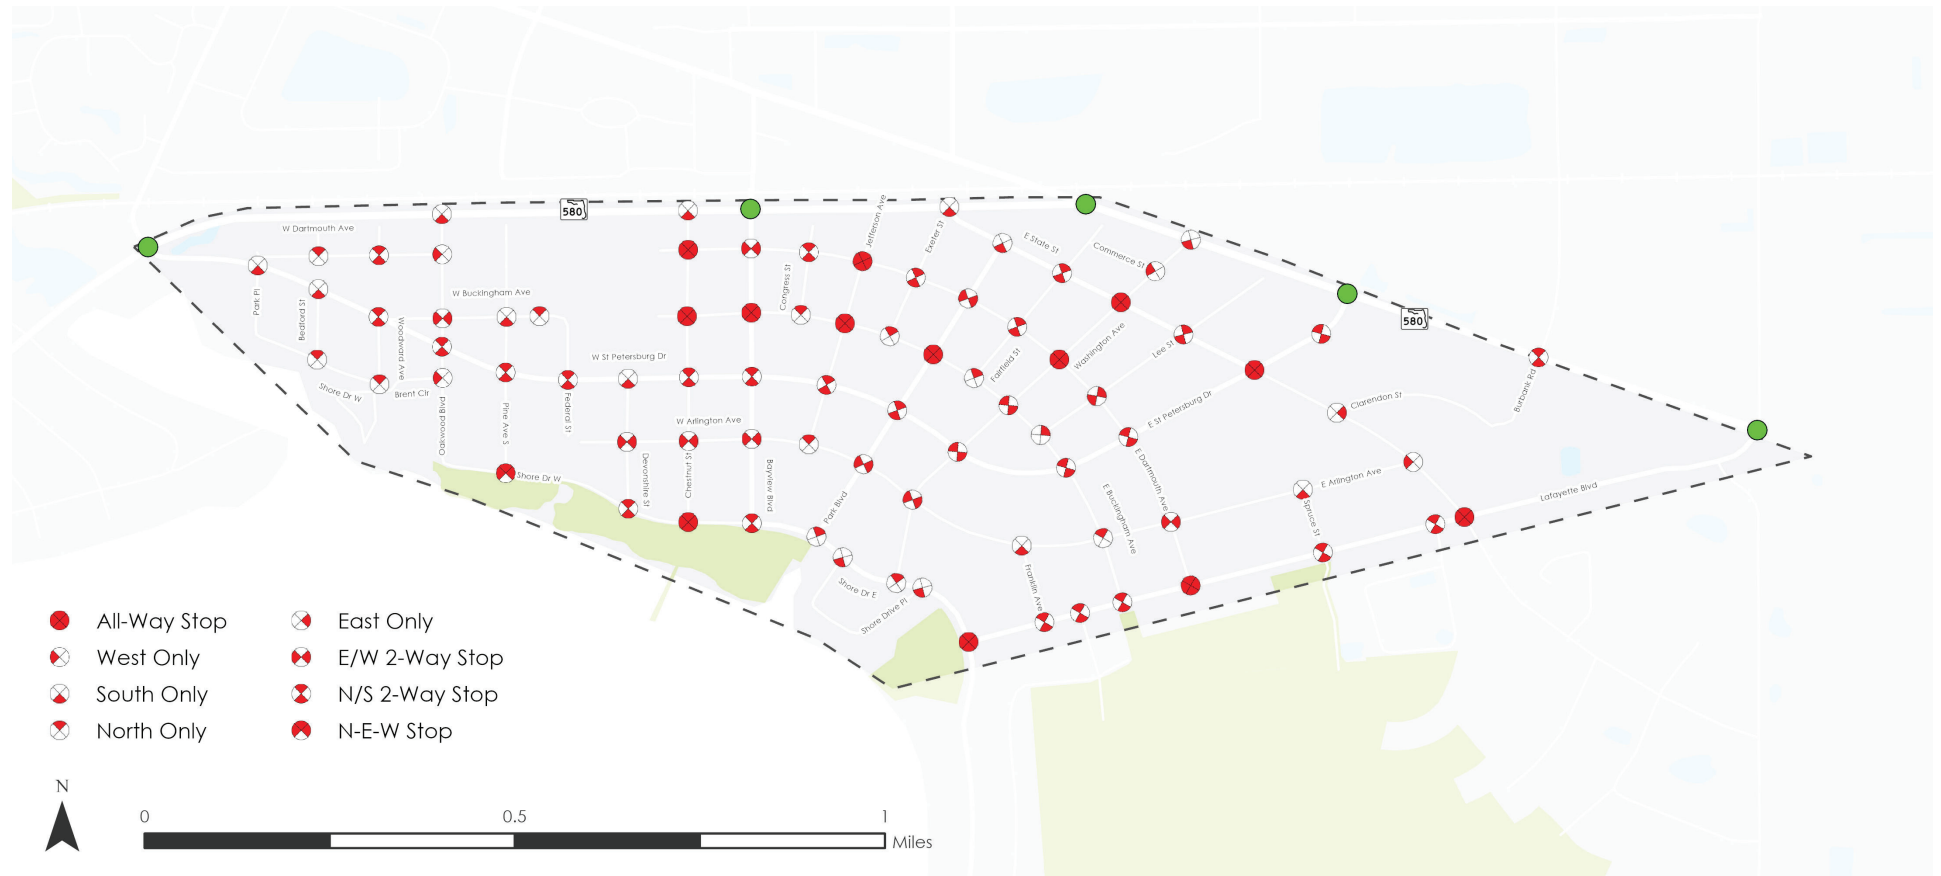 580
W Dartmouth Ave
Jefferson Ave
Exeter St
E State St
Commerce St
Park Pl
Bedford St
W Buckingham Ave
Congress St
580
Woodward Ave
W St Petersburg Dr
Fairfield St
Washington Ave
Lee St
Shore Dr W
Brent Cir
Oakwood Blvd
Pine Ave S
Federal St
W Arlington Ave
E St Petersburg Dr
Clarendon St
Burbank Rd
Shore Dr W
Devonshire St
Chestnut St
Bayview Blvd
Park Blvd
E Dartmouth Ave
E Buckingham Ave
E Arlington Ave
Spruce St
Lafayette Blvd
Shore Dr E
Shore Drive Pl
Franklin Ave
All-Way Stop
West Only
South Only
North Only
East Only
E/W 2-Way Stop
N/S 2-Way Stop
N-E-W Stop
N
0 0.5 1
Miles